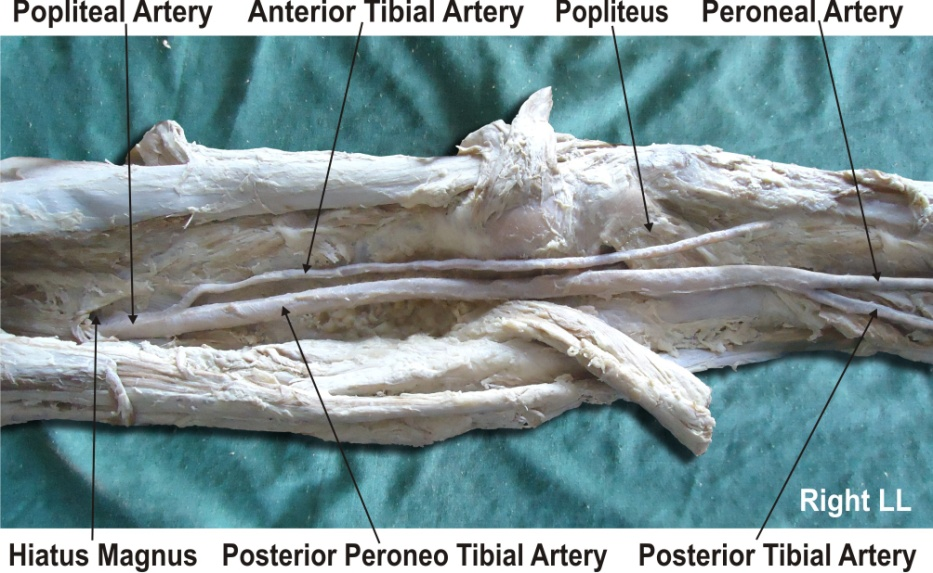 Popliteal Artery Anterior Tibial Artery Popliteus Peroneal Artery
Right LL
Hiatus Magnus Posterior Peroneo Tibial Artery Posterior Tibial Artery